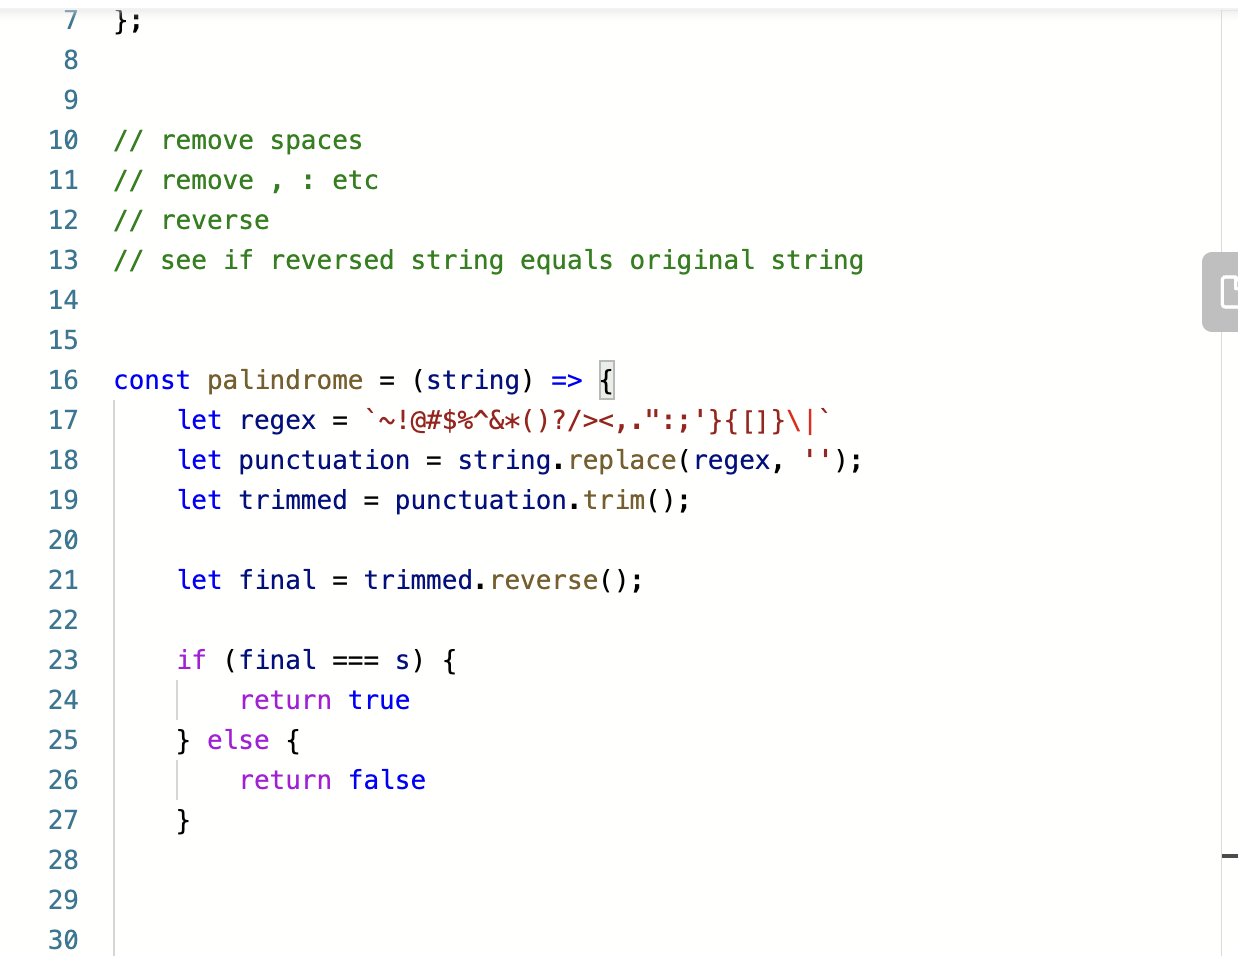 7 };
8
9
10 // remove spaces
11 // remove , : etc
12 // reverse
13 // see if reversed string equals original string
14
15
16 const palindrome = (string) => {
17 let regex = `~!@#$%^&*()?/><,.":;'}{[]}\|`
18 let punctuation = string.replace(regex, '');
19 let trimmed = punctuation.trim();
20
21 let final = trimmed.reverse();
22
23 if (final === s) {
24 return true
25 } else {
26 return false
27 }
28
29
30